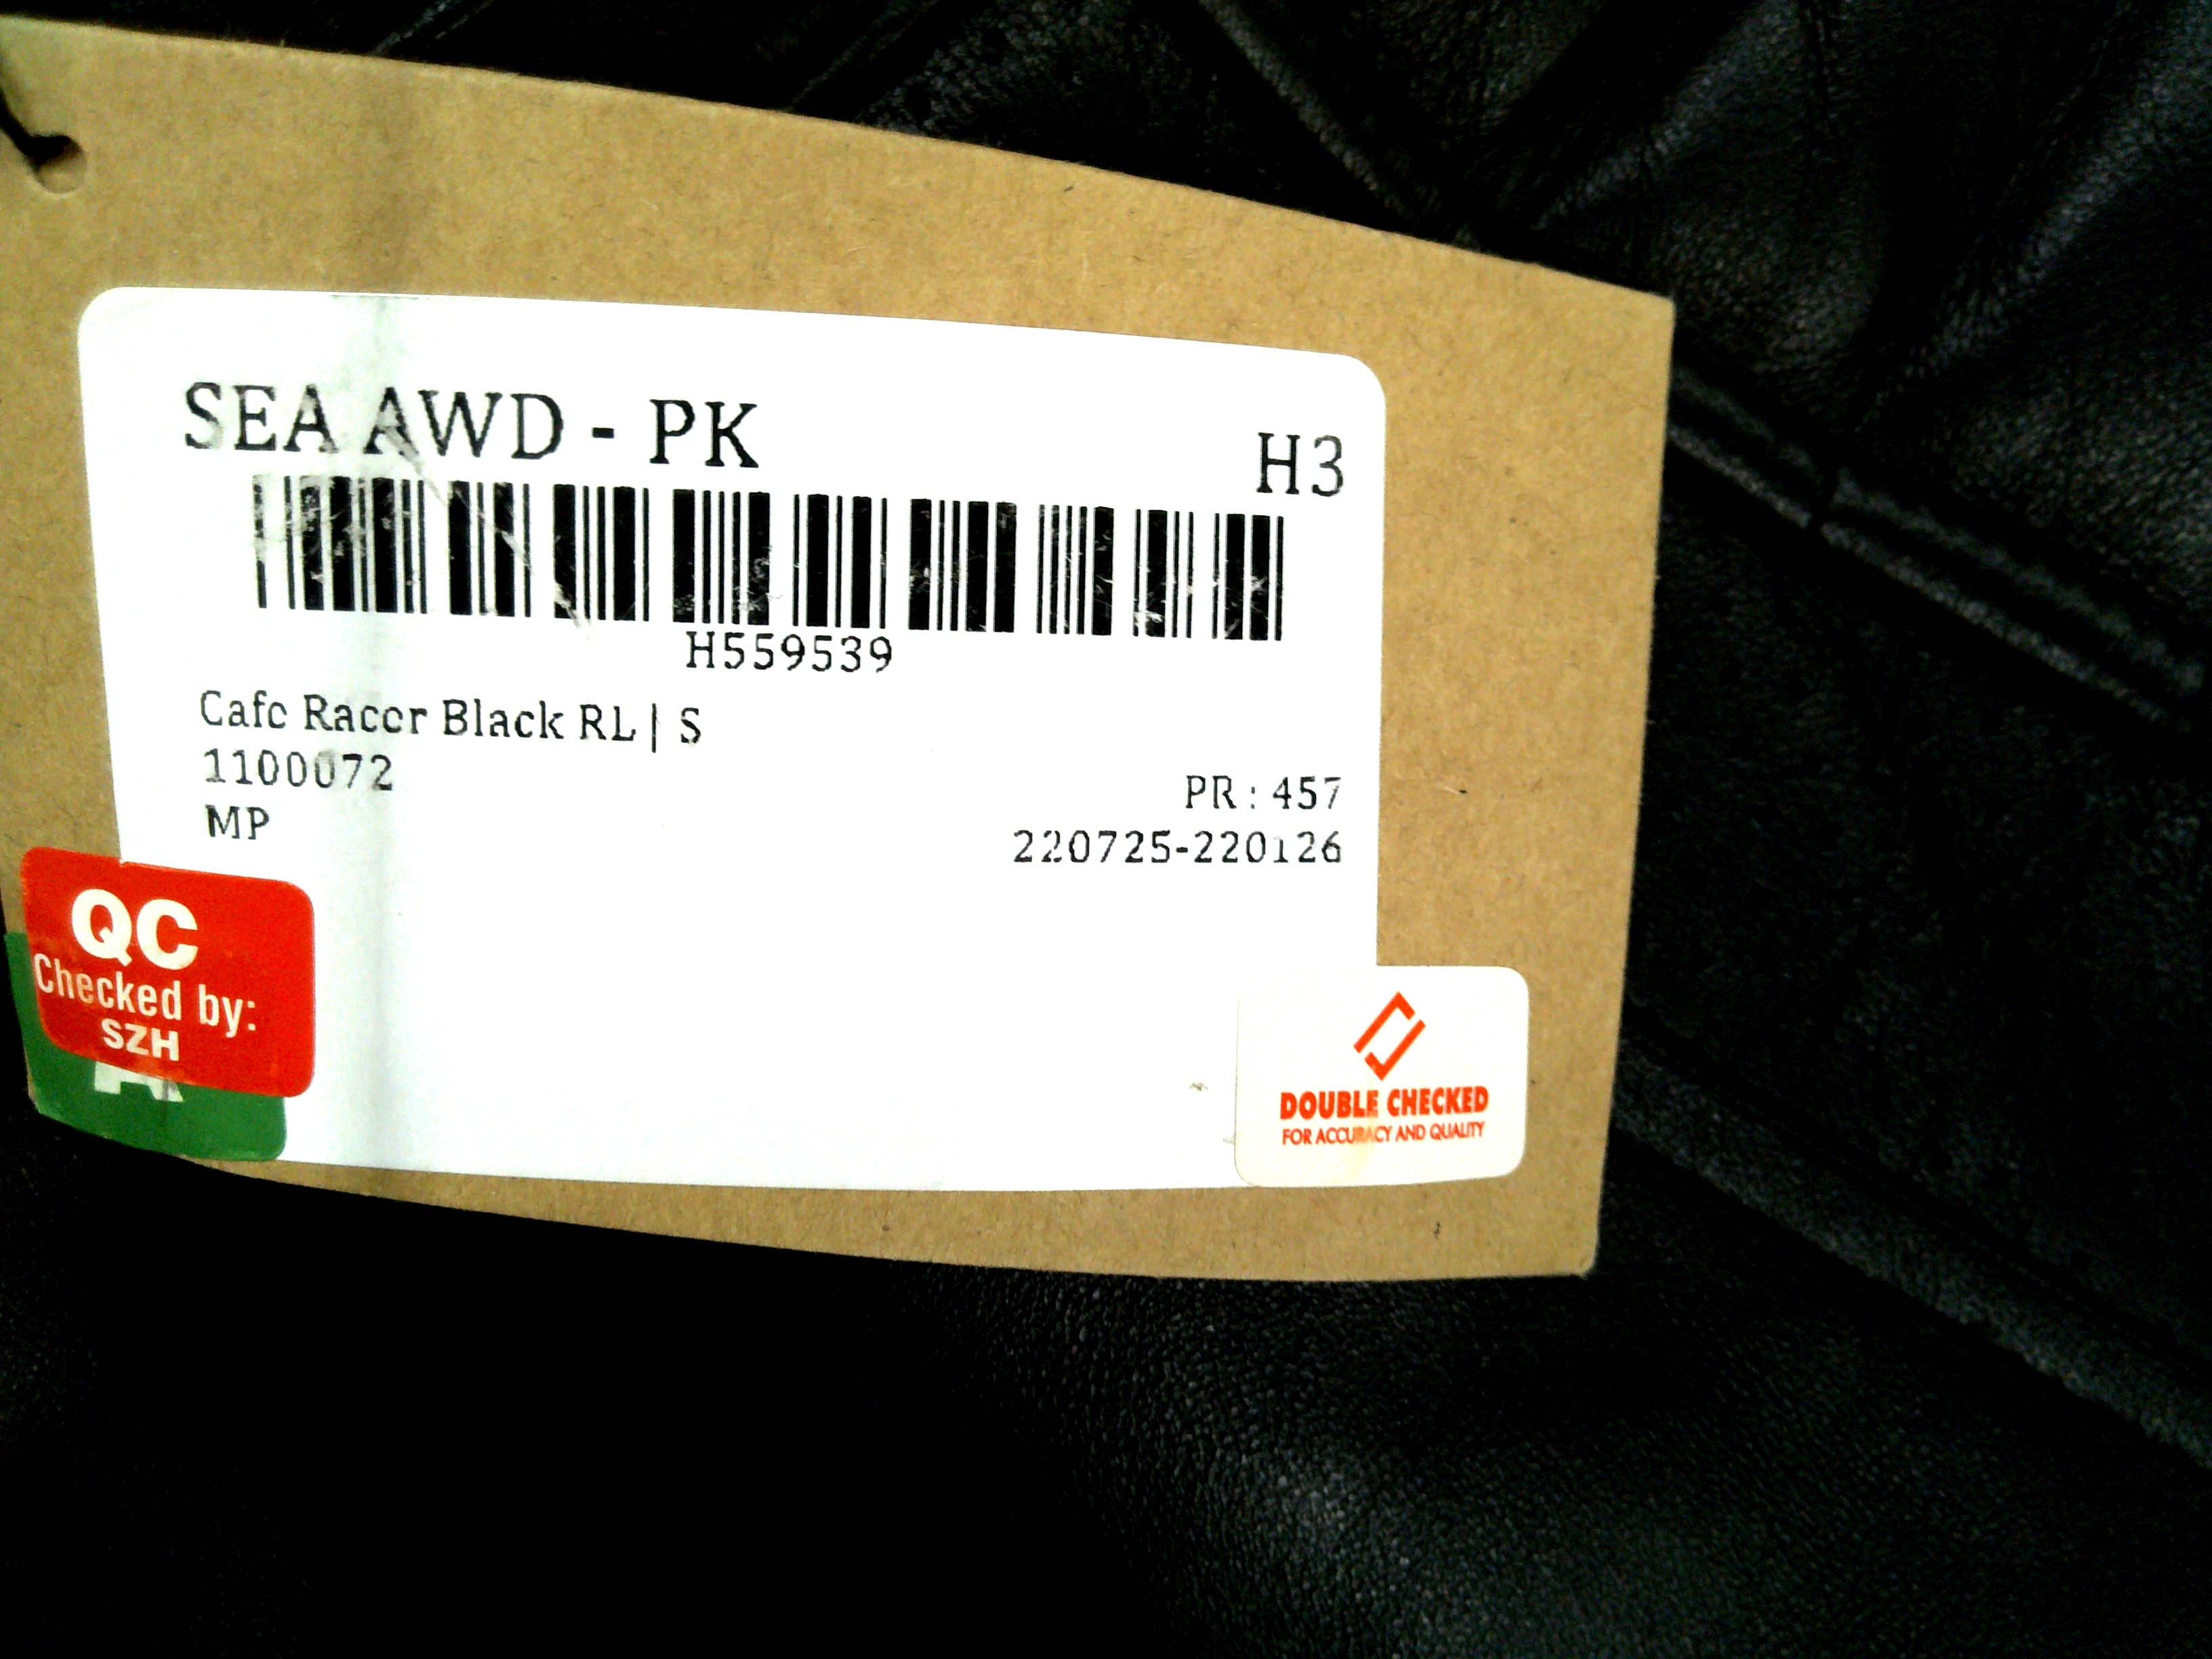 SEA AWD - PK
H3
H559539
Cafe Racer Black RL | S
1100072
PR : 457
MP
220725-220126
QC
Checked by:
SZH
A
DOUBLE CHECKED
FOR ACCURACY AND QUALITY